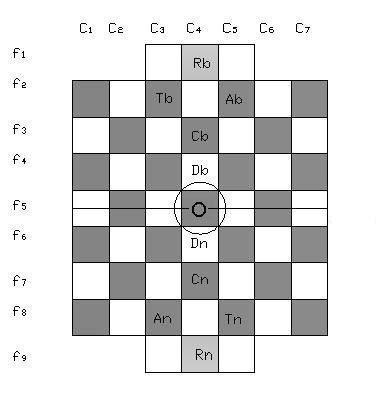 C1 C2 C3 C4 C5 C6 C7
f1 Rb
f2 Tb Ab
f3 Cb
f4 Db
f5 O
f6 Dn
f7 Cn
f8 An Tn
f9 Rn